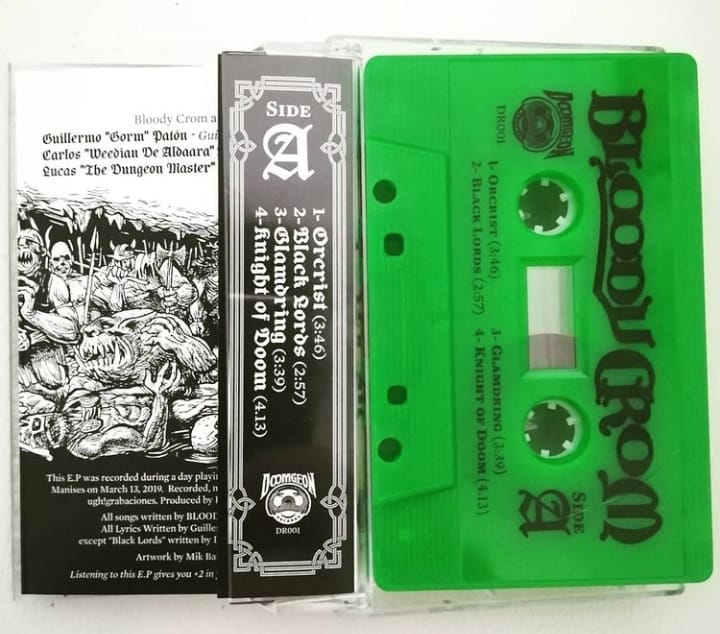 Bloody Crom a
Guillermo "Gorm" Patón - Gui
Carlos "Weedian De Aldaara"
Lucas "The Dungeon Master"
This E.P was recorded during a day playi
Manises on March 13, 2019. Recorded, m
ugh!grabaciones. Produced by
All songs written by BLOOD
All Lyrics Written by Guille
except "Black Lords" written by
Artwork by Mik Ba
Listening to this E.P gives you +2 in
SIDE
A
1- Orcrist (3:46)
2- Black Lords (2:57)
3- Glamdring (3:39)
4- Knight of Doom (4.13)
DOOMGEON
RECORDS
DR001
BLOODY CROM
DOOMGEON
DR001
1- ORCRIST (3:46)
2- BLACK LORDS (2:57)
3- GLAMDRING (3:39)
4- KNIGHT OF DOOM (4.13)
SIDE
A